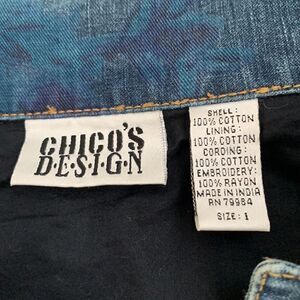 CHICO'S
D·E·S·I·G·N
SHELL:
100% COTTON
LINING:
100% COTTON
CORDING:
100% COTTON
EMBROIDERY:
100% RAYON
MADE IN INDIA
RN 79984
SIZE: 1